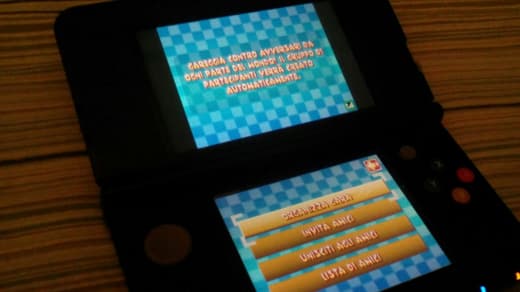 GAREGGIA CONTRO AVVERSARI DA
OGNI PARTE DEL MONDO! IL GRUPPO DI
PARTECIPANTI VERRÀ CREATO
AUTOMATICAMENTE.
ORGANIZZA GARA
INVITA AMICI
UNISCITI AGLI AMICI
LISTA DI AMICI